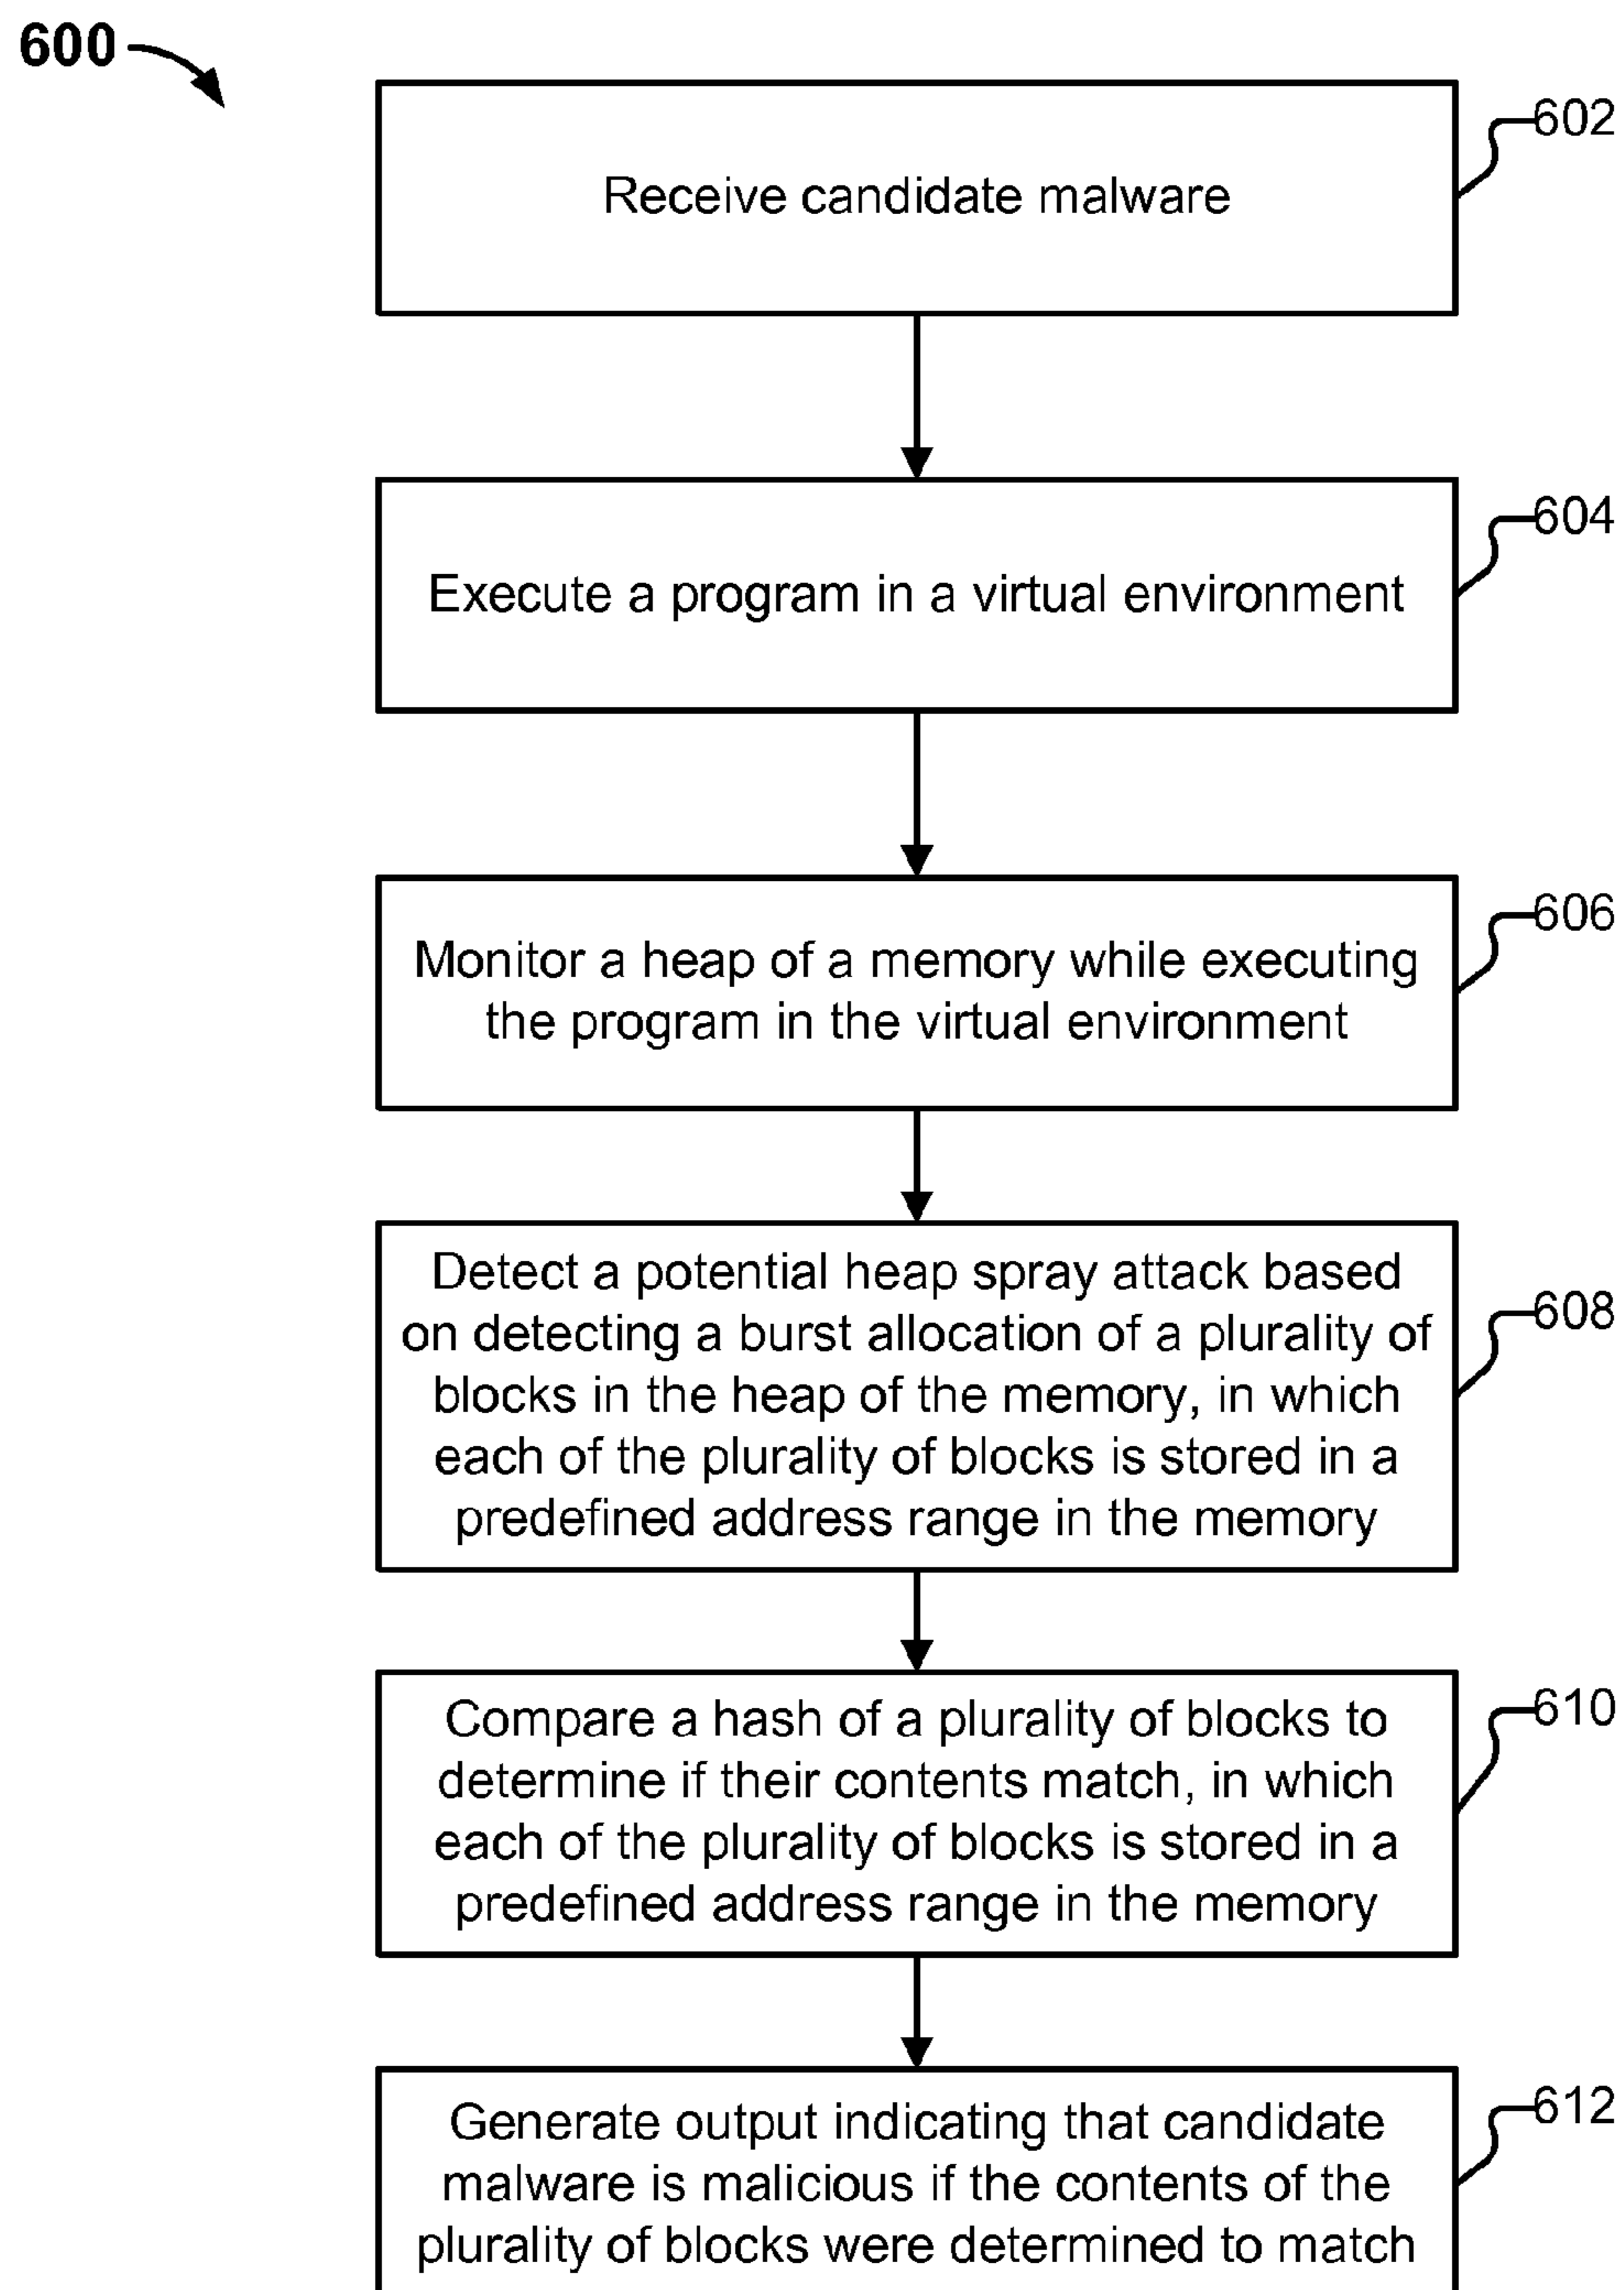 600
602
Receive candidate malware
604
Execute a program in a virtual environment
606
Monitor a heap of a memory while executing
the program in the virtual environment
608
Detect a potential heap spray attack based
on detecting a burst allocation of a plurality of
blocks in the heap of the memory, in which
each of the plurality of blocks is stored in a
predefined address range in the memory
610
Compare a hash of a plurality of blocks to
determine if their contents match, in which
each of the plurality of blocks is stored in a
predefined address range in the memory
612
Generate output indicating that candidate
malware is malicious if the contents of the
plurality of blocks were determined to match